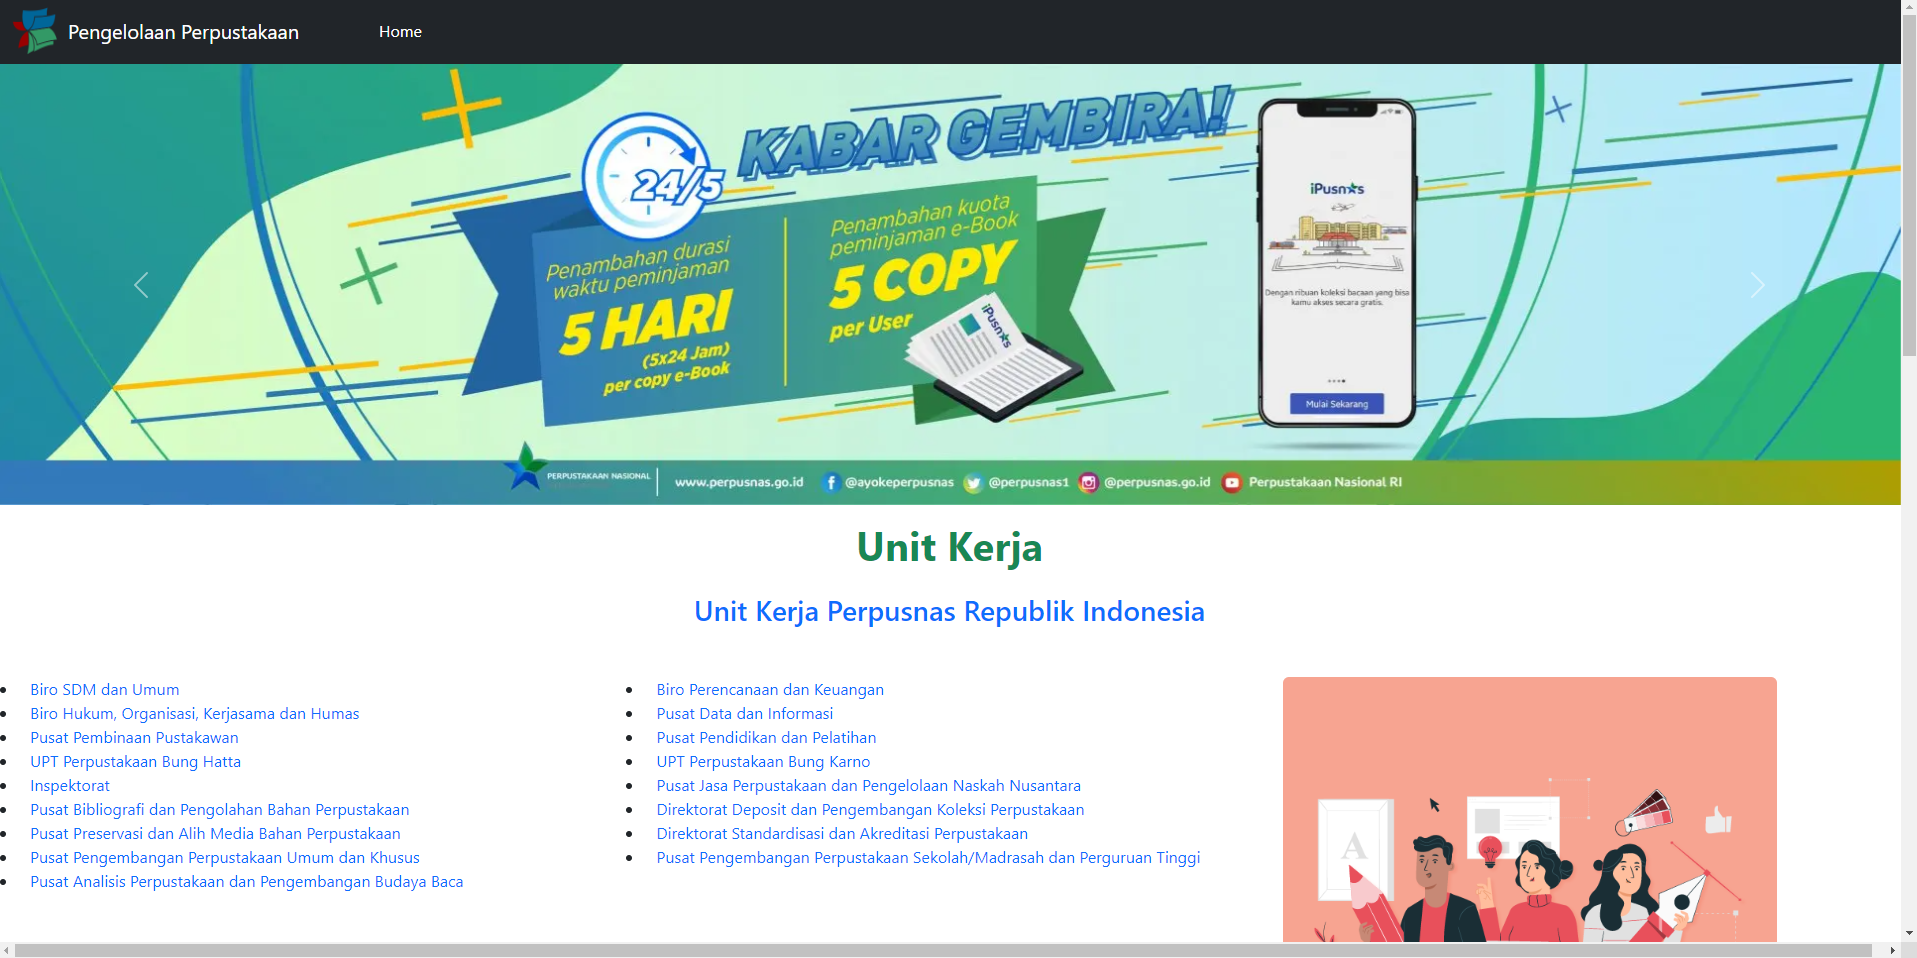 Pengelolaan Perpustakaan
Home
KABAR GEMBIRA!
24/5
Penambahan durasi
waktu peminjaman
5 HARI
(5x24 Jam)
per copy e-Book
Penambahan kuota
peminjaman e-Book
5 COPY
per User
iPusnas
iPusnas
Dengan ribuan koleksi bacaan yang bisa
kamu akses secara gratis.
Mulai Sekarang
PERPUSTAKAAN NASIONAL
www.perpusnas.go.id
@ayokeperpusnas
@perpusnas1
@perpusnas.go.id
Perpustakaan Nasional RI
Unit Kerja
Unit Kerja Perpusnas Republik Indonesia
Biro SDM dan Umum
Biro Hukum, Organisasi, Kerjasama dan Humas
Pusat Pembinaan Pustakawan
UPT Perpustakaan Bung Hatta
Inspektorat
Pusat Bibliografi dan Pengolahan Bahan Perpustakaan
Pusat Preservasi dan Alih Media Bahan Perpustakaan
Pusat Pengembangan Perpustakaan Umum dan Khusus
Pusat Analisis Perpustakaan dan Pengembangan Budaya Baca
Biro Perencanaan dan Keuangan
Pusat Data dan Informasi
Pusat Pendidikan dan Pelatihan
UPT Perpustakaan Bung Karno
Pusat Jasa Perpustakaan dan Pengelolaan Naskah Nusantara
Direktorat Deposit dan Pengembangan Koleksi Perpustakaan
Direktorat Standardisasi dan Akreditasi Perpustakaan
Pusat Pengembangan Perpustakaan Sekolah/Madrasah dan Perguruan Tinggi
A